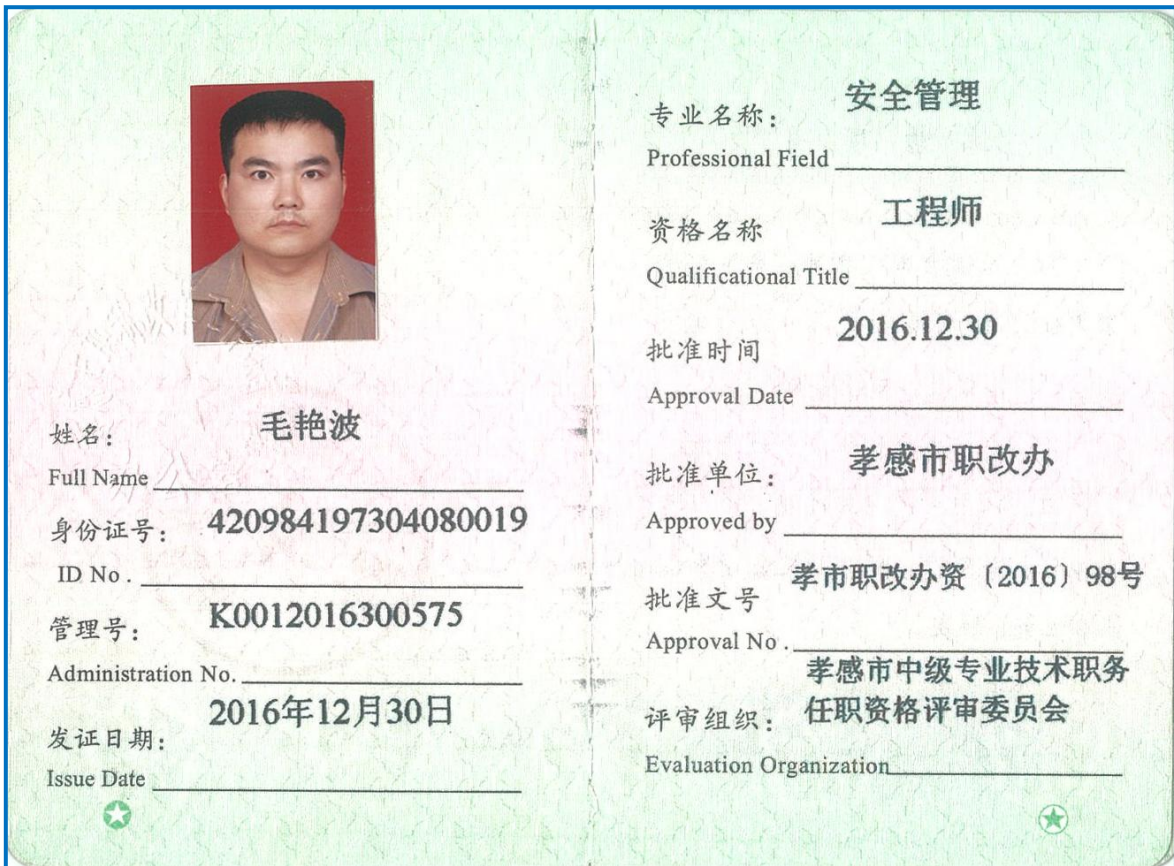 姓名：
毛艳波
Full Name
身份证号：
420984197304080019
ID No .
管理号：
K0012016300575
Administration No.
发证日期：
2016年12月30日
Issue Date
专业名称：
安全管理
Professional Field
资格名称
工程师
Qualificational Title
批准时间
2016.12.30
Approval Date
批准单位：
孝感市职改办
Approved by
批准文号
孝市职改办资〔2016〕98号
Approval No .
评审组织：
孝感市中级专业技术职务
任职资格评审委员会
Evaluation Organization